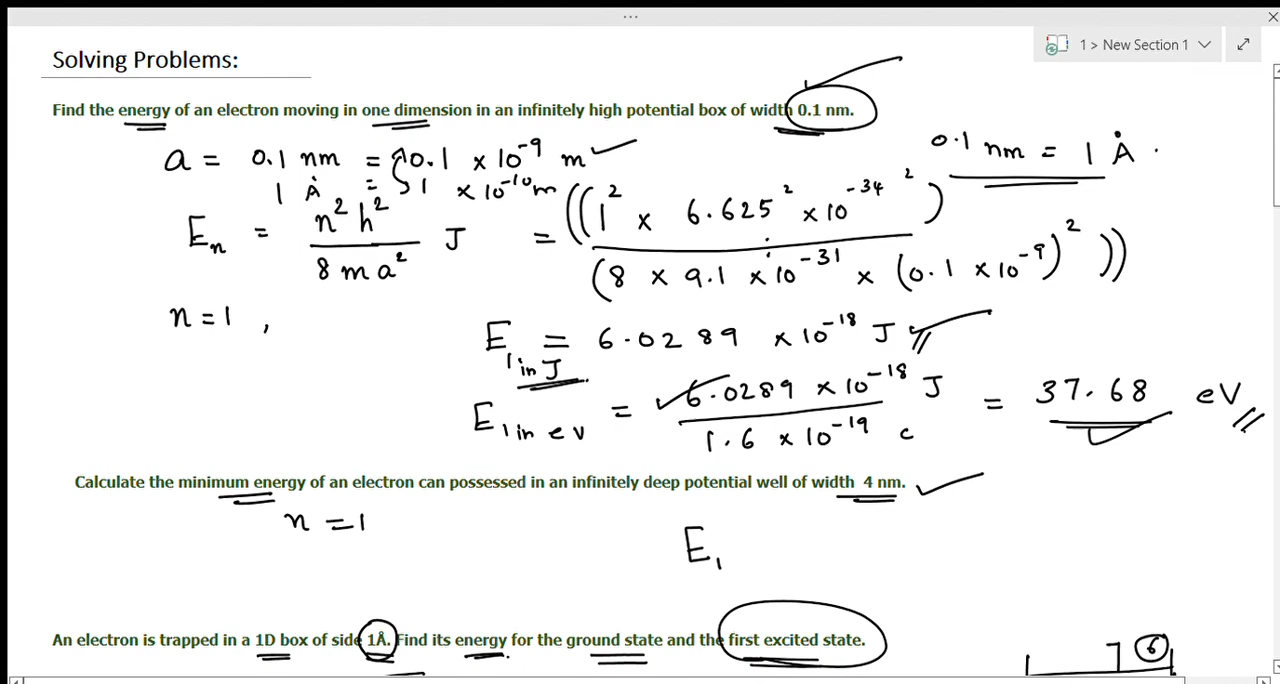 1 > New Section 1
Solving Problems:
Find the energy of an electron moving in one dimension in an infinitely high potential box of width 0.1 nm.
a = 0.1 nm = 0.1 × 10⁻⁹ m
0.1 nm = 1 Å.
1 Å = 1 × 10⁻¹⁰ m
Eₙ = n² h² / 8 m a² J = ((1² × 6.625² × 10⁻³⁴ ²) / (8 × 9.1 × 10⁻³¹ × (0.1 × 10⁻⁹)²))
n = 1 ,
E₁ in J = 6.0289 × 10⁻¹⁸ J
E₁ in ev = 6.0289 × 10⁻¹⁸ J / 1.6 × 10⁻¹⁹ c = 37.68 eV
Calculate the minimum energy of an electron can possessed in an infinitely deep potential well of width 4 nm.
n = 1
E₁
An electron is trapped in a 1D box of side 1Å. Find its energy for the ground state and the first excited state.